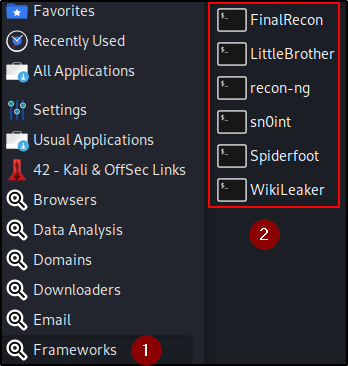 Favorites
Recently Used
All Applications
Settings
Usual Applications
42 - Kali & OffSec Links
Browsers
Data Analysis
Domains
Downloaders
Email
Frameworks
1
$_ FinalRecon
$_ LittleBrother
$_ recon-ng
$_ sn0int
$_ Spiderfoot
$_ WikiLeaker
2